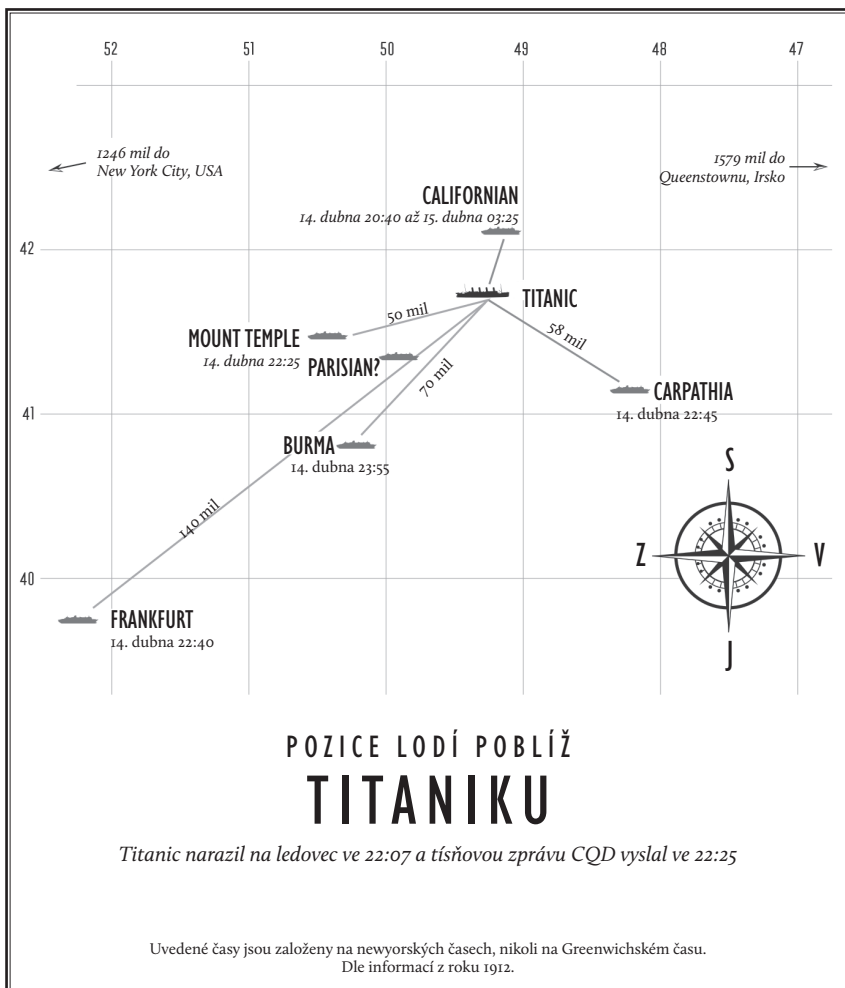 52 51 50 49 48 47
1246 mil do
New York City, USA
1579 mil do
Queenstownu, Irsko
CALIFORNIAN
14. dubna 20:40 až 15. dubna 03:25
42
TITANIC
50 mil
MOUNT TEMPLE
14. dubna 22:25
PARISIAN?
58 mil
70 mil
CARPATHIA
14. dubna 22:45
41
BURMA
14. dubna 23:55
S
Z V
J
140 mil
40
FRANKFURT
14. dubna 22:40
POZICE LODÍ POBLÍŽ
TITANIKU
Titanic narazil na ledovec ve 22:07 a tísňovou zprávu CQD vyslal ve 22:25
Uvedené časy jsou založeny na newyorských časech, nikoli na Greenwichském času.
Dle informací z roku 1912.